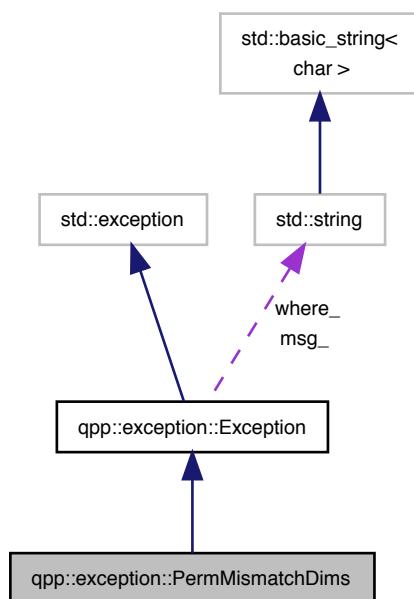 std::basic_string<
char >
std::exception
std::string
where_
msg_
qpp::exception::Exception
qpp::exception::PermMismatchDims